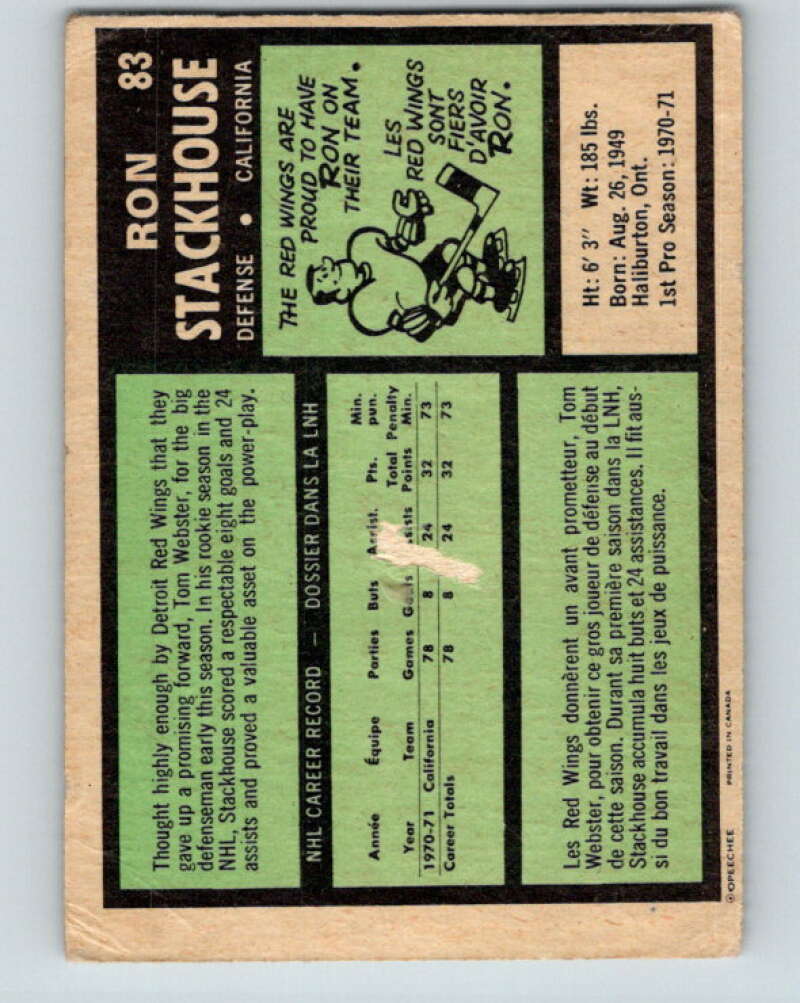 RON 83
STACKHOUSE
DEFENSE • CALIFORNIA
Thought highly enough by Detroit Red Wings that they
gave up a promising forward, Tom Webster, for the big
defenseman early this season. In his rookie season in the
NHL, Stackhouse scored a respectable eight goals and 24
assists and proved a valuable asset on the power-play.
THE RED WINGS ARE
PROUD TO HAVE
RON ON
THEIR TEAM.
LES
RED WINGS
SONT
FIERS
D'AVOIR
RON.
NHL CAREER RECORD — DOSSIER DANS LA LNH
Min.
Année Équipe Parties Buts Pts. pun.
Total Penalty
Year Team Games Points Min.
1970-71 California 78 8 24 32 73
Career Totals 78 8 24 32 73
Ht: 6' 3" Wt: 185 lbs.
Born: Aug. 26, 1949
Haliburton, Ont.
1st Pro Season: 1970-71
Les Red Wings donnèrent un avant prometteur, Tom
Webster, pour obtenir ce gros joueur de défense au début
de cette saison. Durant sa première saison dans la LNH,
Stackhouse accumula huit buts et 24 assistances. Il fit aus-
si du bon travail dans les jeux de puissance.
©OPEECHEE PRINTED IN CANADA